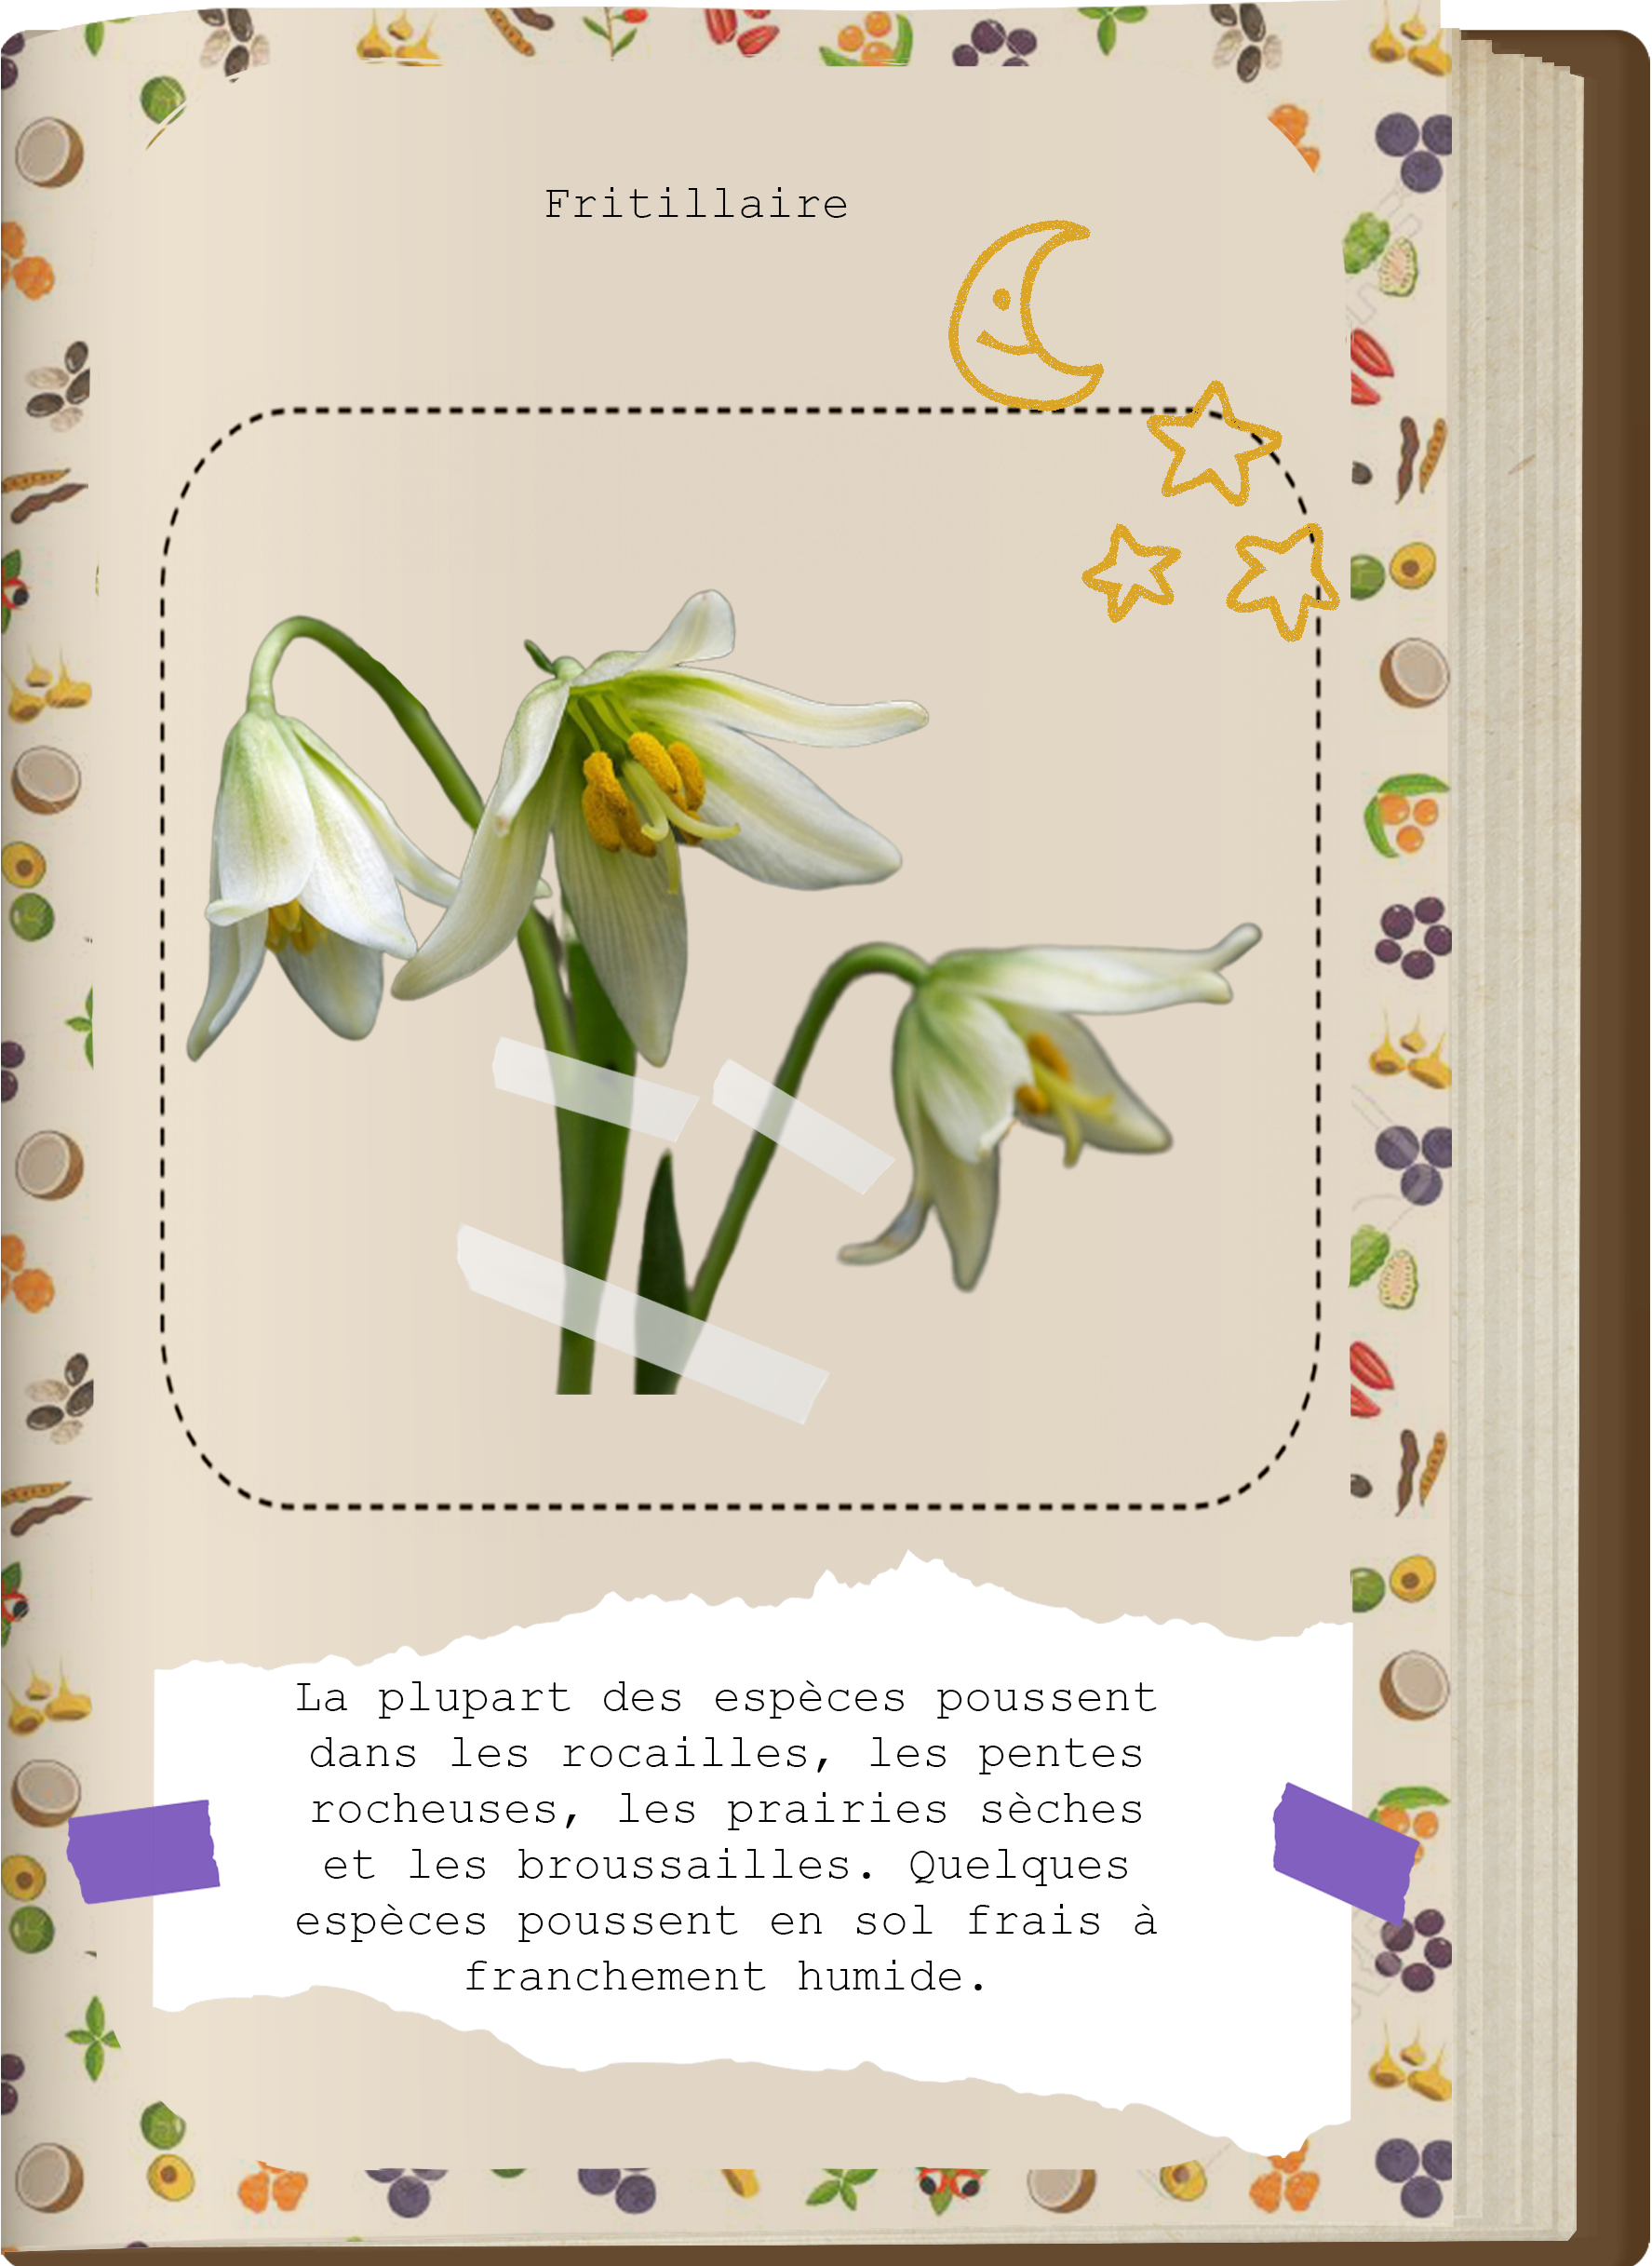 Fritillaire
La plupart des espèces poussent
dans les rocailles, les pentes
rocheuses, les prairies sèches
et les broussailles. Quelques
espèces poussent en sol frais à
franchement humide.